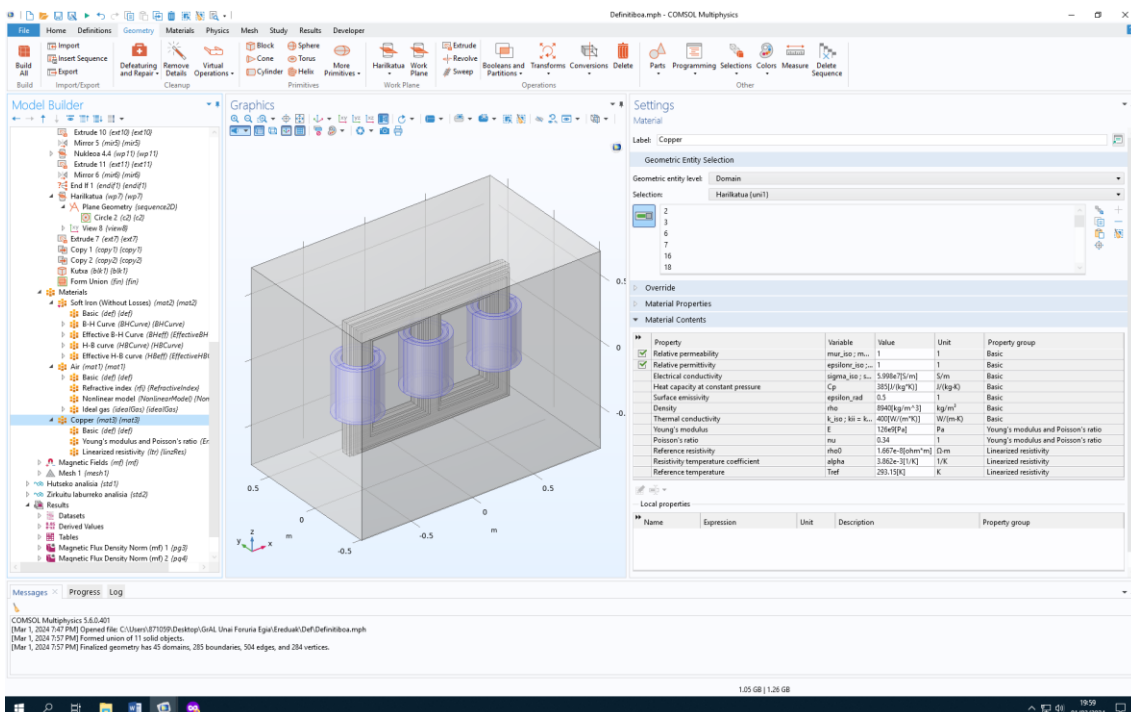 Definitiboa.mph - COMSOL Multiphysics
File Home Definitions Geometry Materials Physics Mesh Study Results Developer
Build All
Import
Insert Sequence
Export
Defeaturing and Repair
Remove Details
Virtual Operations
Block Sphere
Cone Torus
Cylinder Helix
More Primitives
Harilkatua
Work Plane
Extrude
Revolve
Sweep
Booleans and Partitions
Transforms
Conversions
Delete
Parts
Programming
Selections
Colors
Measure
Delete Sequence
Build Import/Export Cleanup Primitives Work Plane Operations Other
Model Builder
Extrude 10 (ext10) {ext10}
Mirror 5 (mir5) {mir5}
Nukleoa 4.4 (wp11) {wp11}
Extrude 11 (ext11) {ext11}
Mirror 6 (mir6) {mir6}
End If 1 (endif1) {endif1}
Harilkatua (wp7) {wp7}
Plane Geometry (sequence2D)
Circle 2 (c2) {c2}
View 8 (view8)
Extrude 7 (ext7) {ext7}
Copy 1 (copy1) {copy1}
Copy 2 (copy2) {copy2}
Kutxa (blk1) {blk1}
Form Union (fin) {fin}
Materials
Soft Iron (Without Losses) (mat2) {mat2}
Basic (def) {def}
B-H Curve (BHCurve) {BHCurve}
Effective B-H Curve (BHeff) {EffectiveBH
H-B curve (HBCurve) {HBCurve}
Effective H-B curve (HBeff) {EffectiveHB
Air (mat1) {mat1}
Basic (def) {def}
Refractive index (rfi) {RefractiveIndex}
Nonlinear model (NonlinearModel) {Non
Ideal gas (idealGas) {idealGas}
Copper (mat3) {mat3}
Basic (def) {def}
Young's modulus and Poisson's ratio (En
Linearized resistivity (ltr) {linzRes}
Magnetic Fields (mf) {mf}
Mesh 1 (mesh1)
Hutseko analisia (std1)
Zirkuitu laburreko analisia (std2)
Results
Datasets
Derived Values
Tables
Magnetic Flux Density Norm (mf) 1 (pg3)
Magnetic Flux Density Norm (mf) 2 (pg4)
Graphics
0.5
0
-0.5
m
0.5
0
-0.5
m
0
z
y
x
Settings
Material
Label: Copper
Geometric Entity Selection
Geometric entity level: Domain
Selection: Harilkatua (uni1)
2
3
6
7
16
18
Override
Material Properties
Material Contents
Property Variable Value Unit Property group
Relative permeability mur_iso ; m... 1 1 Basic
Relative permittivity epsilonr_iso ;... 1 1 Basic
Electrical conductivity sigma_iso ; s... 5.998e7[S/m] S/m Basic
Heat capacity at constant pressure Cp 385[J/(kg*K)] J/(kg·K) Basic
Surface emissivity epsilon_rad 0.5 1 Basic
Density rho 8940[kg/m^3] kg/m³ Basic
Thermal conductivity k_iso ; kii = k... 400[W/(m*K)] W/(m·K) Basic
Young's modulus E 126e9[Pa] Pa Young's modulus and Poisson's ratio
Poisson's ratio nu 0.34 1 Young's modulus and Poisson's ratio
Reference resistivity rho0 1.667e-8[ohm*m] Ω·m Linearized resistivity
Resistivity temperature coefficient alpha 3.862e-3[1/K] 1/K Linearized resistivity
Reference temperature Tref 293.15[K] K Linearized resistivity
Local properties
Name Expression Unit Description Property group
Messages Progress Log
COMSOL Multiphysics 5.6.0.401
[Mar 1, 2024 7:47 PM] Opened file: C:\Users\871059\Desktop\GrAL Unai Foruria Egia\Ereduak\Def\Definitiboa.mph
[Mar 1, 2024 7:57 PM] Formed union of 11 solid objects.
[Mar 1, 2024 7:57 PM] Finalized geometry has 45 domains, 285 boundaries, 504 edges, and 284 vertices.
1.05 GB | 1.26 GB
19:59